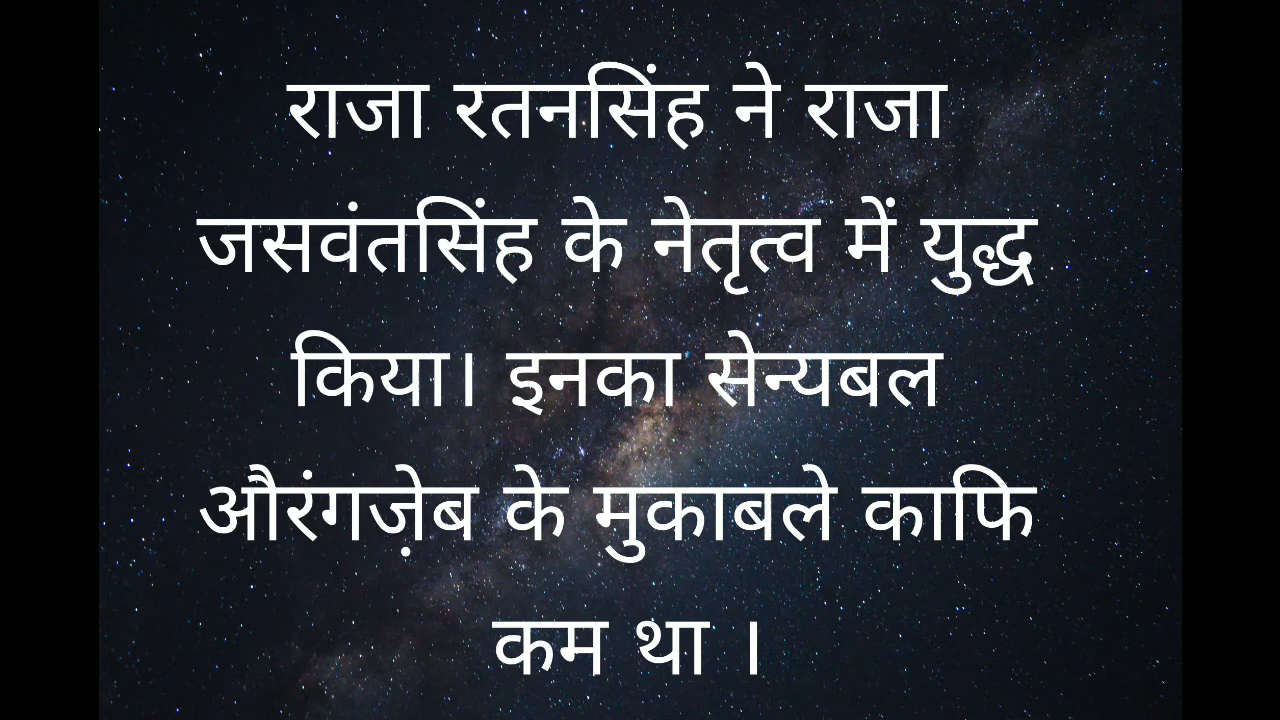 राजा रतनसिंह ने राजा
जसवंतसिंह के नेतृत्व में युद्ध
किया। इनका सेन्यबल
औरंगज़ेब के मुकाबले काफि
कम था ।